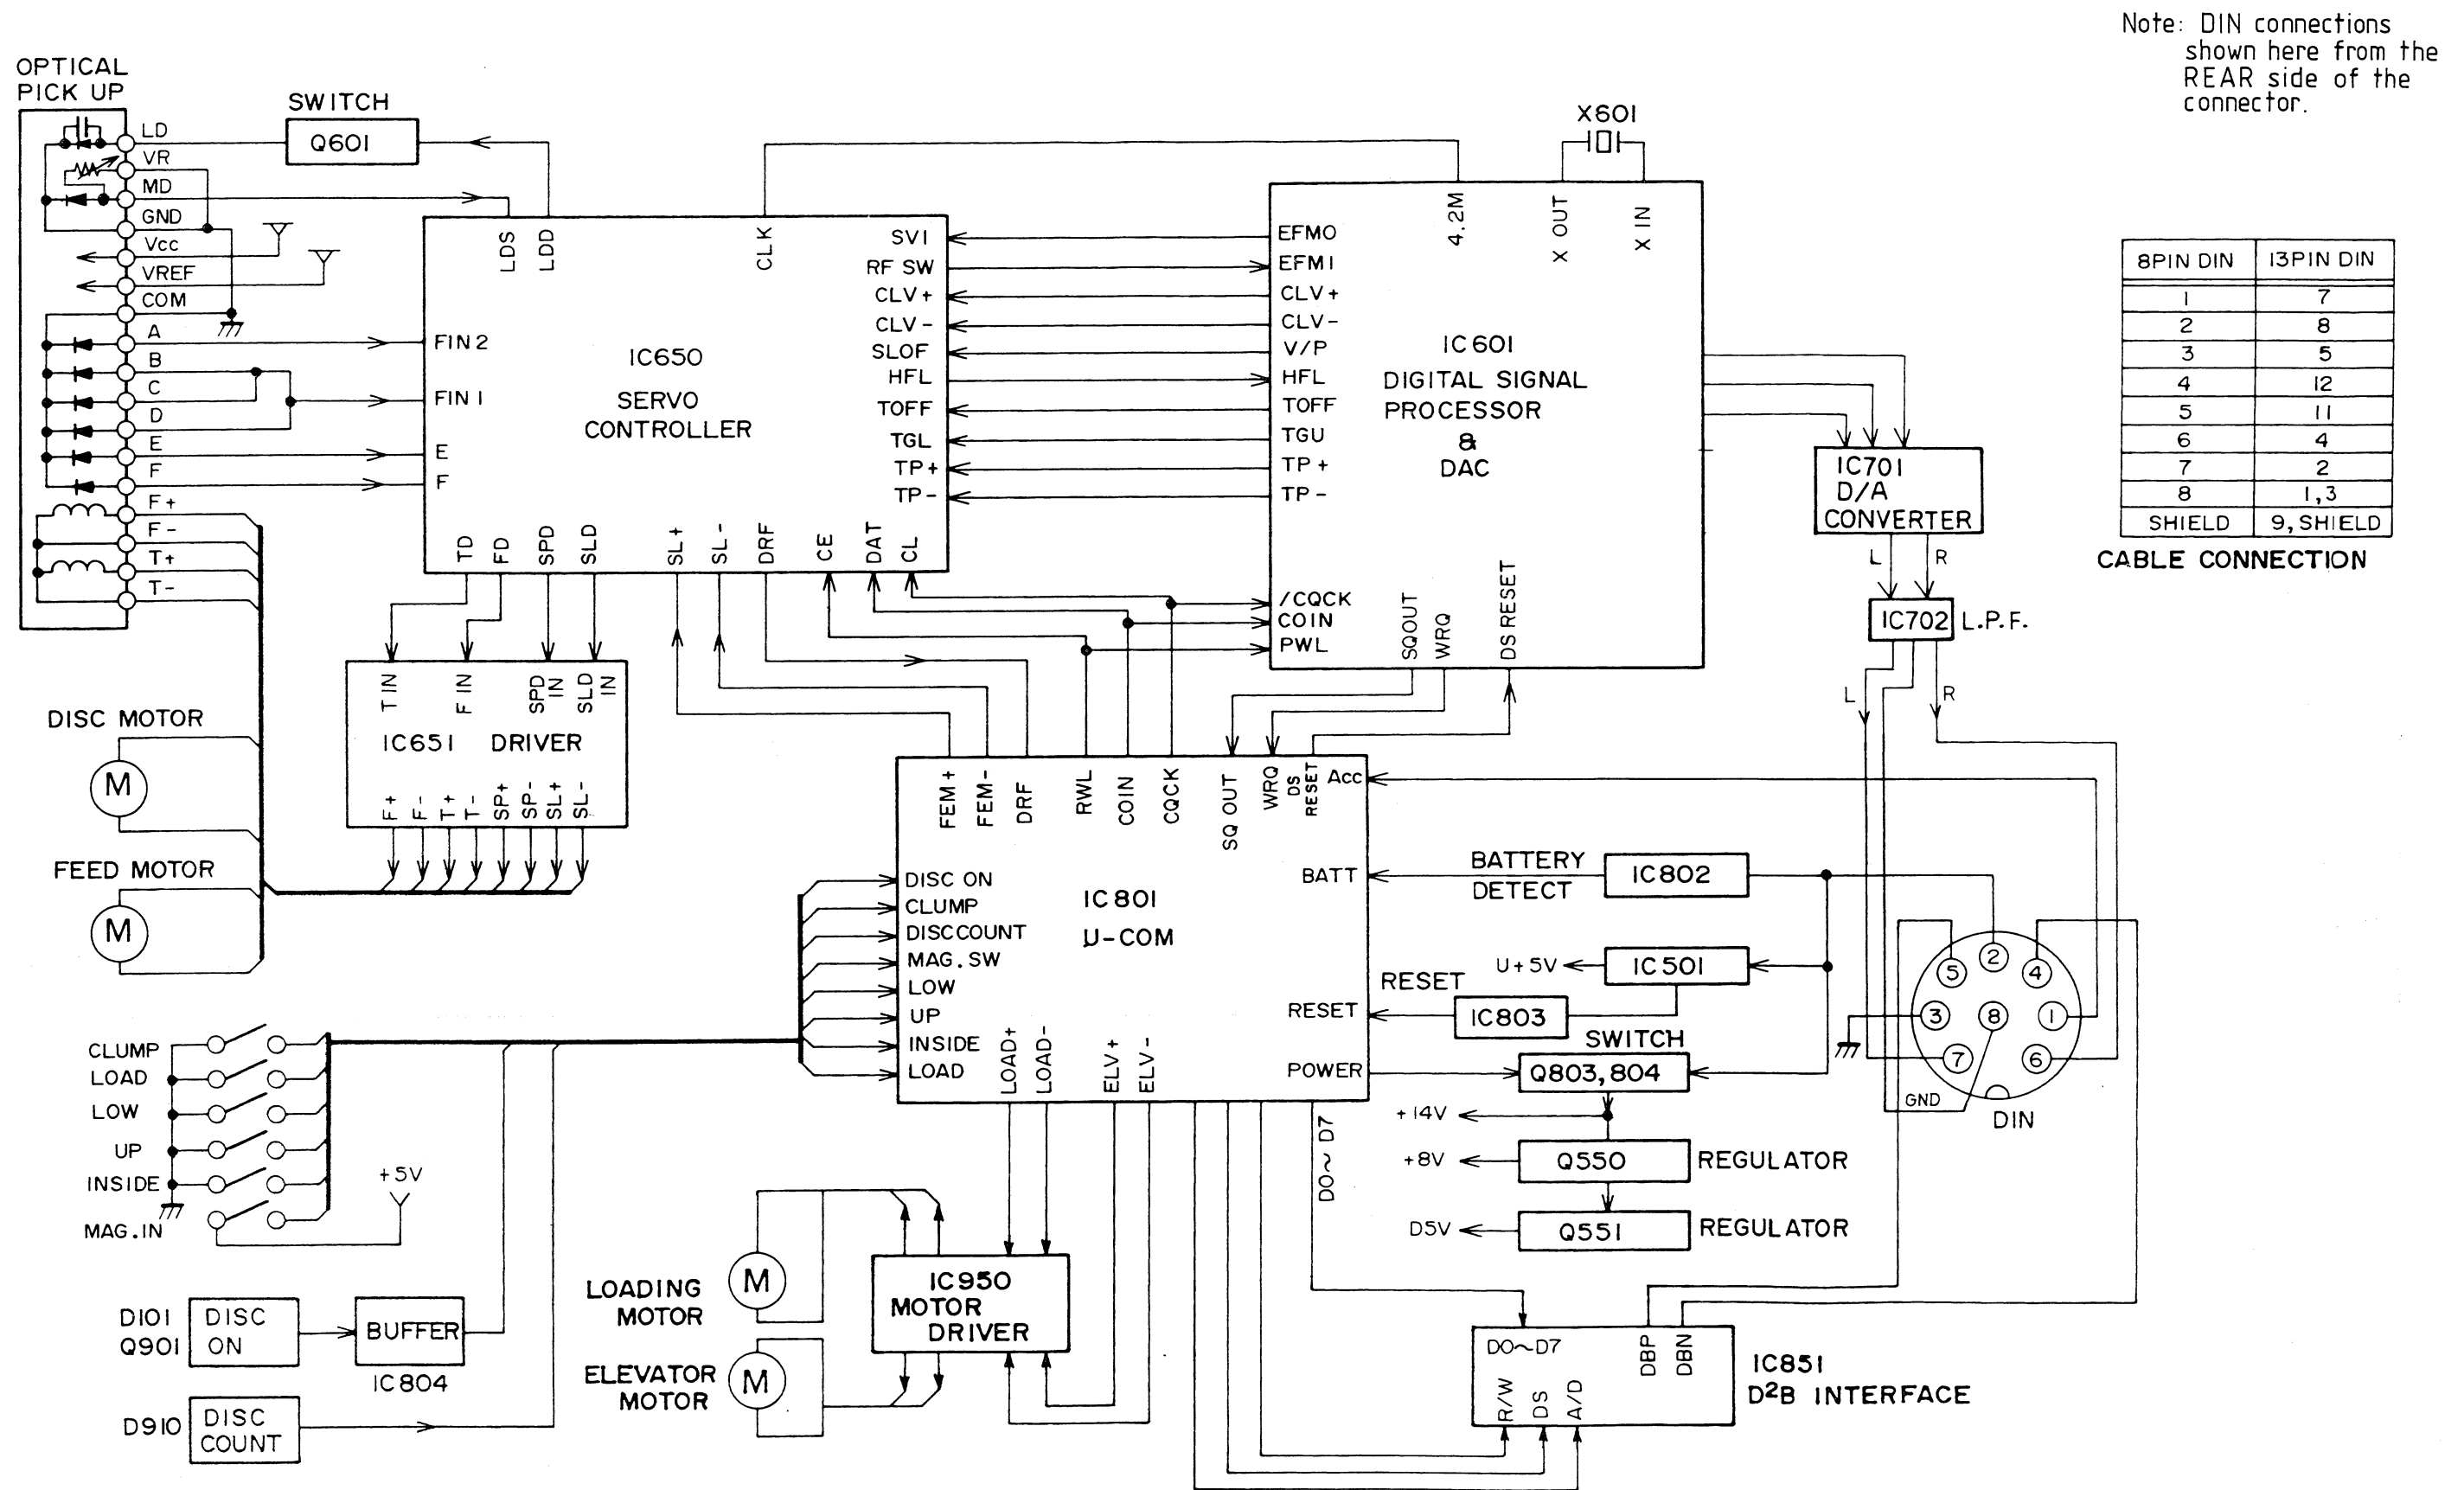 Note: DIN connections
shown here from the
REAR side of the
connector.
OPTICAL
PICK UP
LD
VR
MD
GND
Vcc
VREF
COM
A
B
C
D
E
F
F+
F-
T+
T-
SWITCH
Q601
LDS
LDD
CLK
FIN2
FIN1
E
F
IC650
SERVO
CONTROLLER
SVI
RF SW
CLV+
CLV-
SLOF
HFL
TOFF
TGL
TP+
TP-
TD
FD
SPD
SLD
SL+
SL-
DRF
CE
DAT
CL
X601
4.2M
X OUT
X IN
EFMO
EFMI
CLV+
CLV-
V/P
HFL
TOFF
TGU
TP+
TP-
IC601
DIGITAL SIGNAL
PROCESSOR
&
DAC
/CQCK
COIN
PWL
SQOUT
WRQ
DSRESET
IC701
D/A
CONVERTER
L
R
IC702
L.P.F.
L
R
8PIN DIN 13PIN DIN
1 7
2 8
3 5
4 12
5 11
6 4
7 2
8 1,3
SHIELD 9, SHIELD
CABLE CONNECTION
T IN
F IN
SPD IN
SLD IN
IC651 DRIVER
F+
F-
T+
T-
SP+
SP-
SL+
SL-
DISC MOTOR
M
FEED MOTOR
M
FEM+
FEM-
DRF
RWL
COIN
CQCK
SQ OUT
WRQ
DS RESET
Acc
DISC ON
CLUMP
DISCCOUNT
MAG. SW
LOW
UP
INSIDE
LOAD
IC801
μ-COM
BATT
RESET
POWER
LOAD+
LOAD-
ELV+
ELV-
D0~D7
BATTERY
DETECT
IC802
U+5V
IC501
RESET
IC803
SWITCH
Q803,804
+14V
+8V
Q550
REGULATOR
D5V
Q551
REGULATOR
5
2
4
3
8
1
7
6
GND
DIN
CLUMP
LOAD
LOW
UP
INSIDE
MAG.IN
+5V
D101
Q901
DISC
ON
BUFFER
IC804
D910
DISC
COUNT
LOADING
MOTOR
M
ELEVATOR
MOTOR
M
IC950
MOTOR
DRIVER
D0~D7
DBP
DBN
R/W
DS
A/D
IC851
D2B INTERFACE